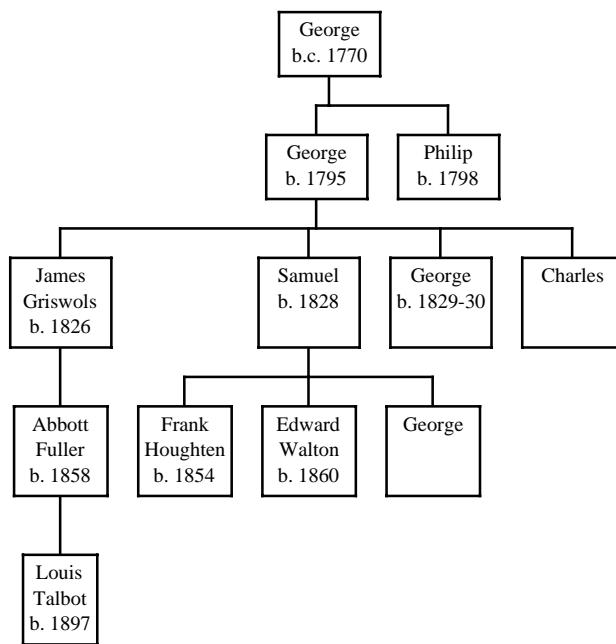 George
b.c. 1770
George
b. 1795
Philip
b. 1798
James
Griswols
b. 1826
Samuel
b. 1828
George
b. 1829-30
Charles
Abbott
Fuller
b. 1858
Frank
Houghten
b. 1854
Edward
Walton
b. 1860
George
Louis
Talbot
b. 1897